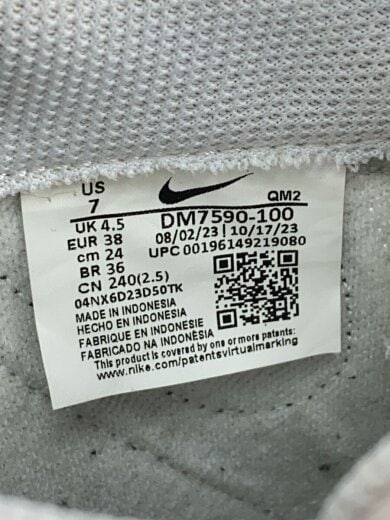 US
7
QM2
UK 4.5
DM7590-100
EUR 38
08/02/23 | 10/17/23
cm 24
UPC 00196149219080
BR 36
CN 240(2.5)
04NX6D23D50TK
MADE IN INDONESIA
HECHO EN INDONESIA
FABRIQUE EN INDONESIE
FABRICADO NA INDONÉSIA
This product is covered by one or more patents:
www.nike.com/patentsvirtualmarking